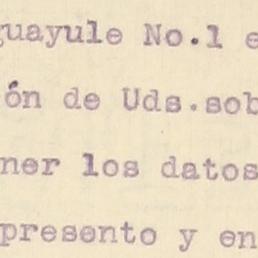 guayule No.1 e
ón de Uds.sob
ner los datos
presento y en